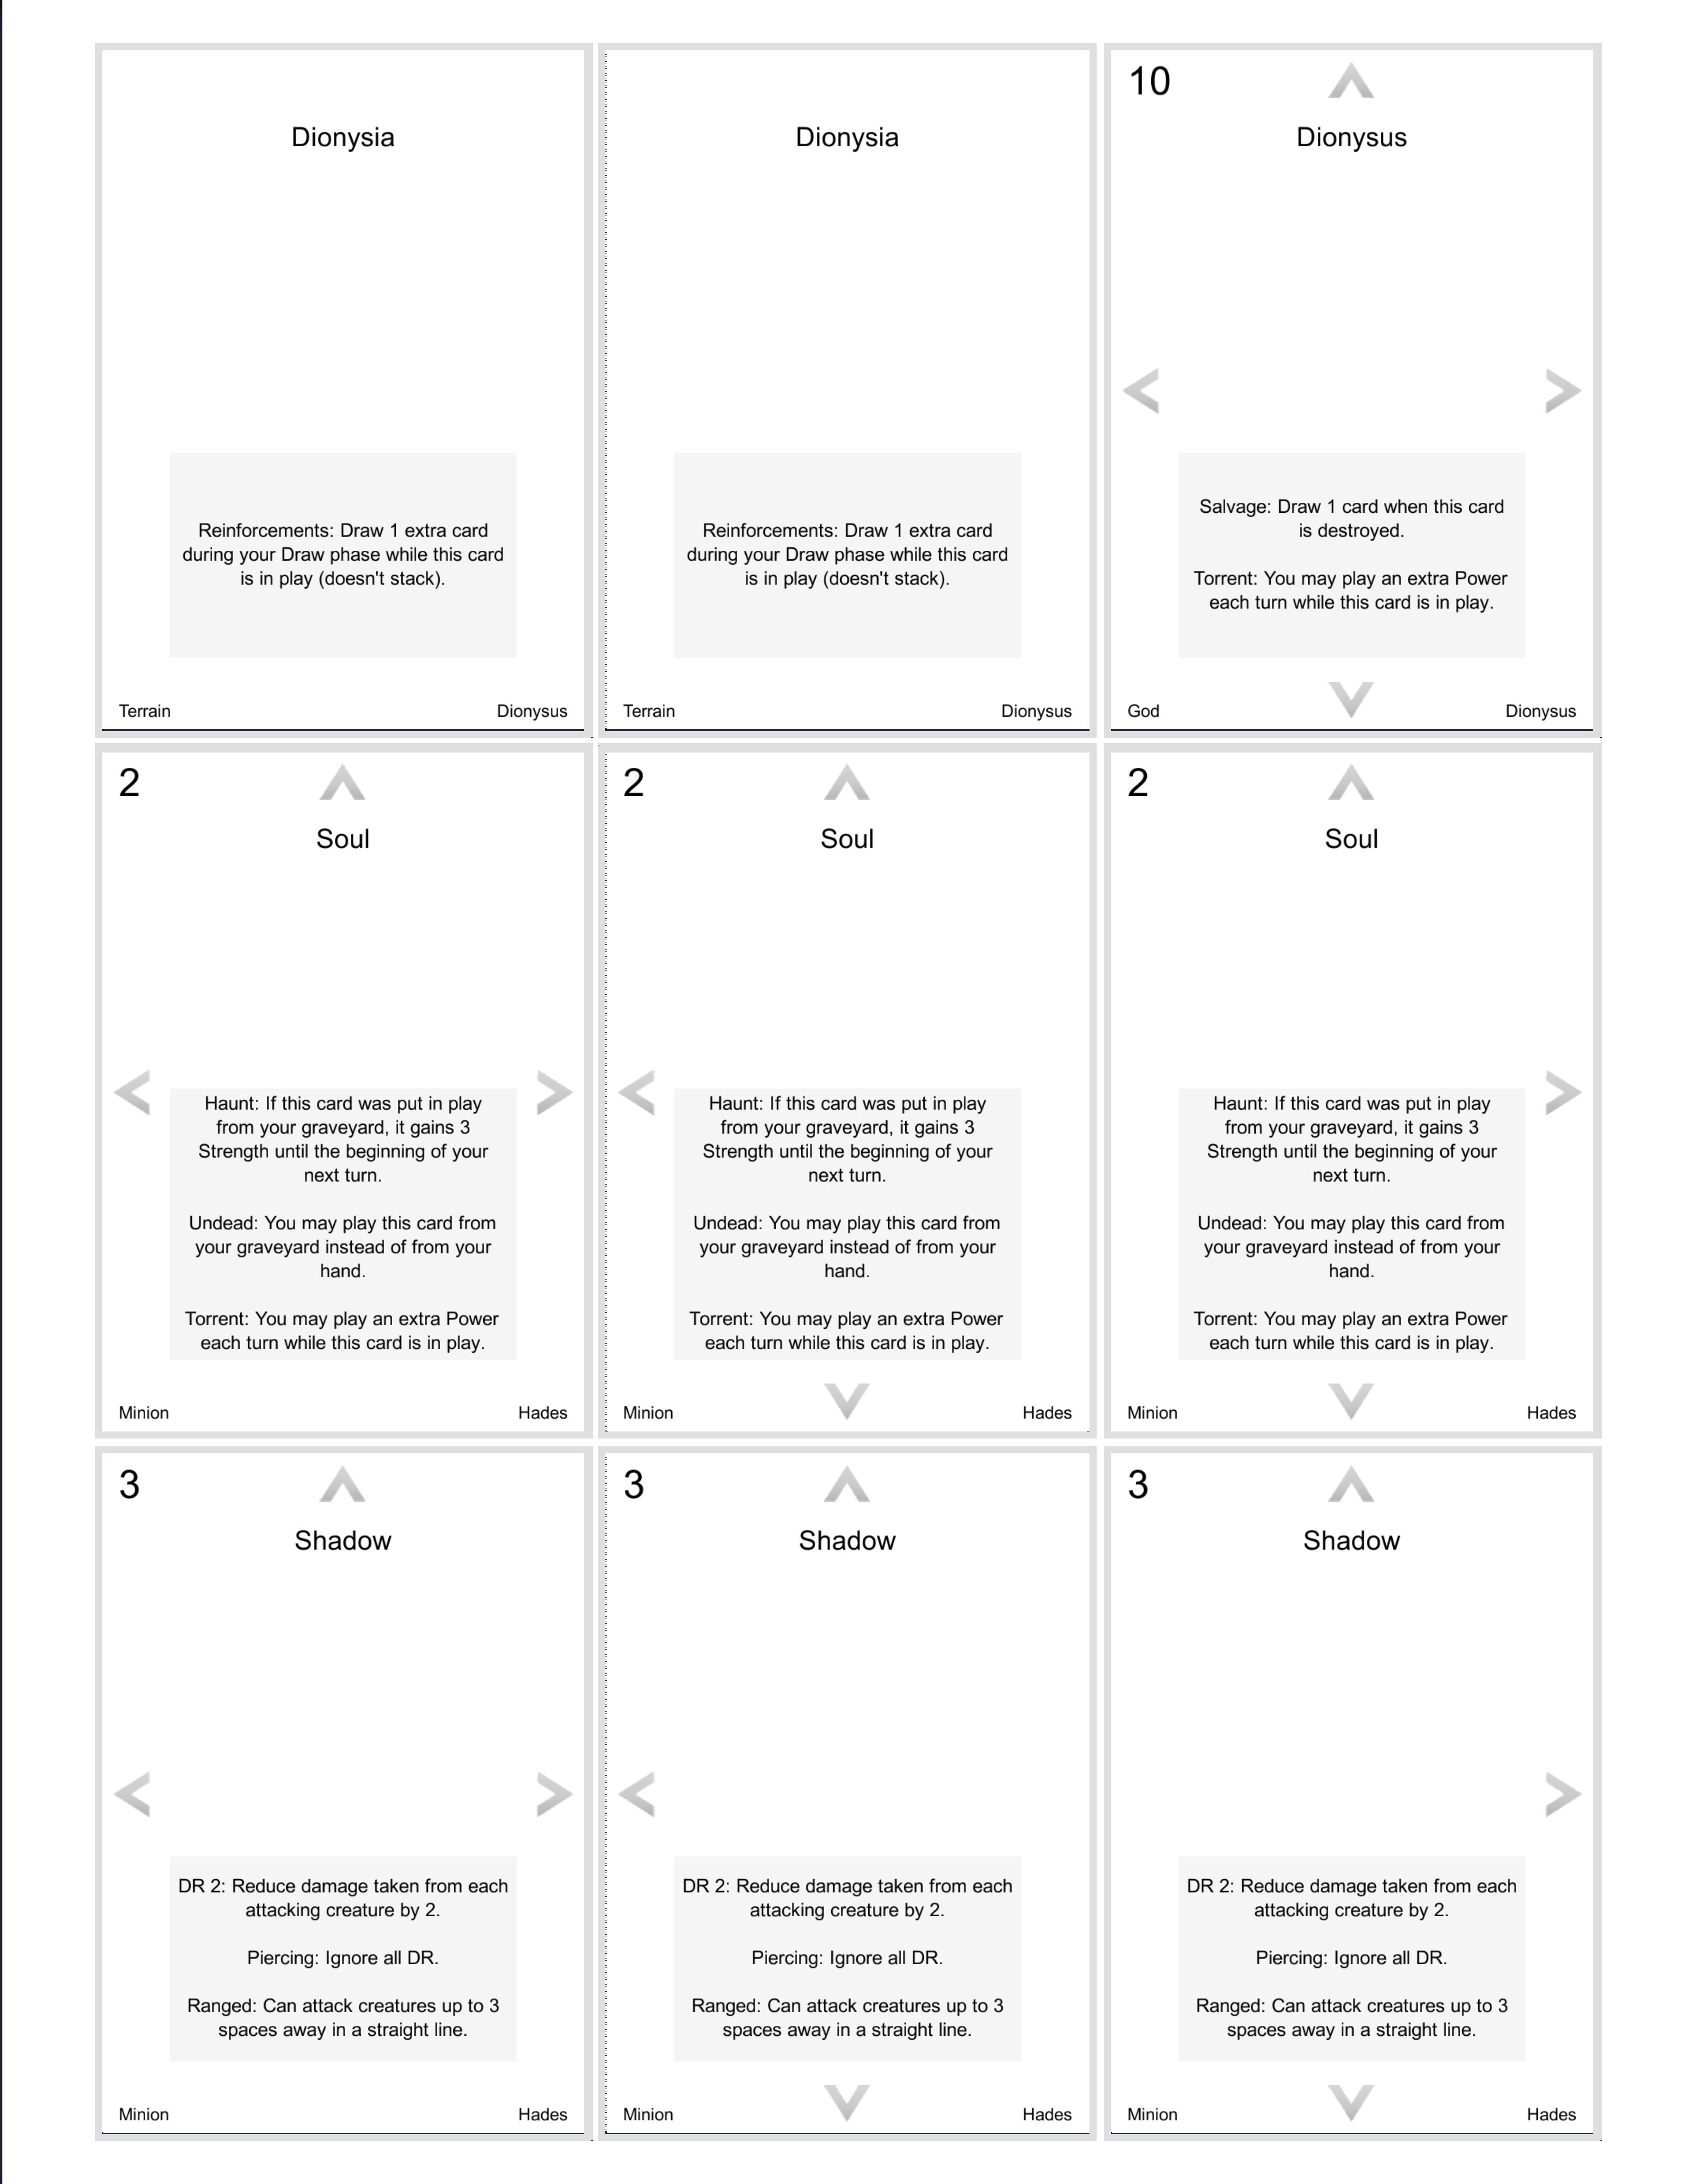 Dionysia
Reinforcements: Draw 1 extra card
during your Draw phase while this card
is in play (doesn't stack).
Terrain
Dionysus
Dionysia
Reinforcements: Draw 1 extra card
during your Draw phase while this card
is in play (doesn't stack).
Terrain
Dionysus
10
Dionysus
Salvage: Draw 1 card when this card
is destroyed.
Torrent: You may play an extra Power
each turn while this card is in play.
God
Dionysus
2
Soul
Haunt: If this card was put in play
from your graveyard, it gains 3
Strength until the beginning of your
next turn.
Undead: You may play this card from
your graveyard instead of from your
hand.
Torrent: You may play an extra Power
each turn while this card is in play.
Minion
Hades
2
Soul
Haunt: If this card was put in play
from your graveyard, it gains 3
Strength until the beginning of your
next turn.
Undead: You may play this card from
your graveyard instead of from your
hand.
Torrent: You may play an extra Power
each turn while this card is in play.
Minion
Hades
2
Soul
Haunt: If this card was put in play
from your graveyard, it gains 3
Strength until the beginning of your
next turn.
Undead: You may play this card from
your graveyard instead of from your
hand.
Torrent: You may play an extra Power
each turn while this card is in play.
Minion
Hades
3
Shadow
DR 2: Reduce damage taken from each
attacking creature by 2.
Piercing: Ignore all DR.
Ranged: Can attack creatures up to 3
spaces away in a straight line.
Minion
Hades
3
Shadow
DR 2: Reduce damage taken from each
attacking creature by 2.
Piercing: Ignore all DR.
Ranged: Can attack creatures up to 3
spaces away in a straight line.
Minion
Hades
3
Shadow
DR 2: Reduce damage taken from each
attacking creature by 2.
Piercing: Ignore all DR.
Ranged: Can attack creatures up to 3
spaces away in a straight line.
Minion
Hades